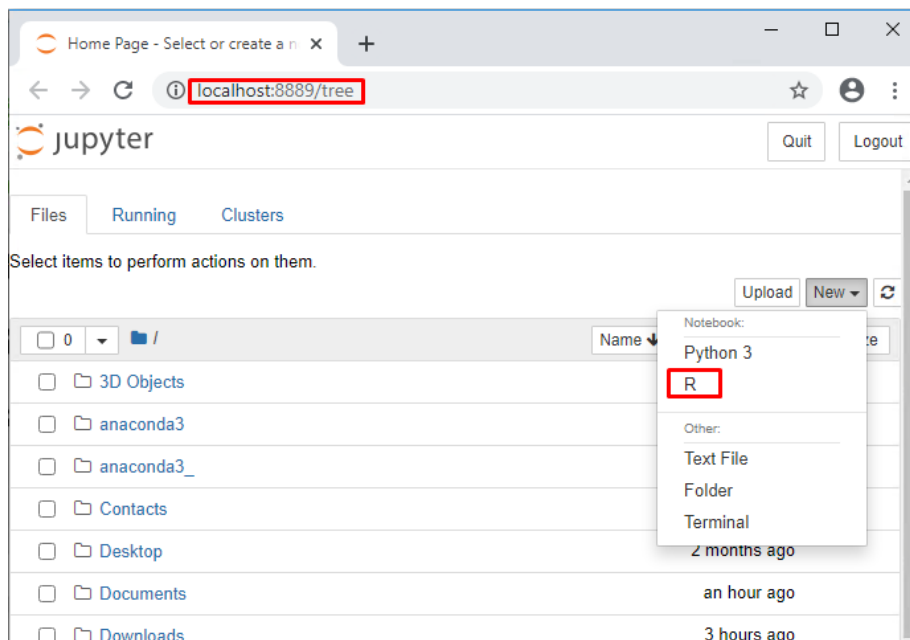 Home Page - Select or create a n
localhost:8889/tree
jupyter
Quit
Logout
Files
Running
Clusters
Select items to perform actions on them.
Upload
New
0
/
Name
Notebook:
Python 3
R
Other:
Text File
Folder
Terminal
3D Objects
anaconda3
anaconda3_
Contacts
Desktop
2 months ago
Documents
an hour ago
Downloads
3 hours ago